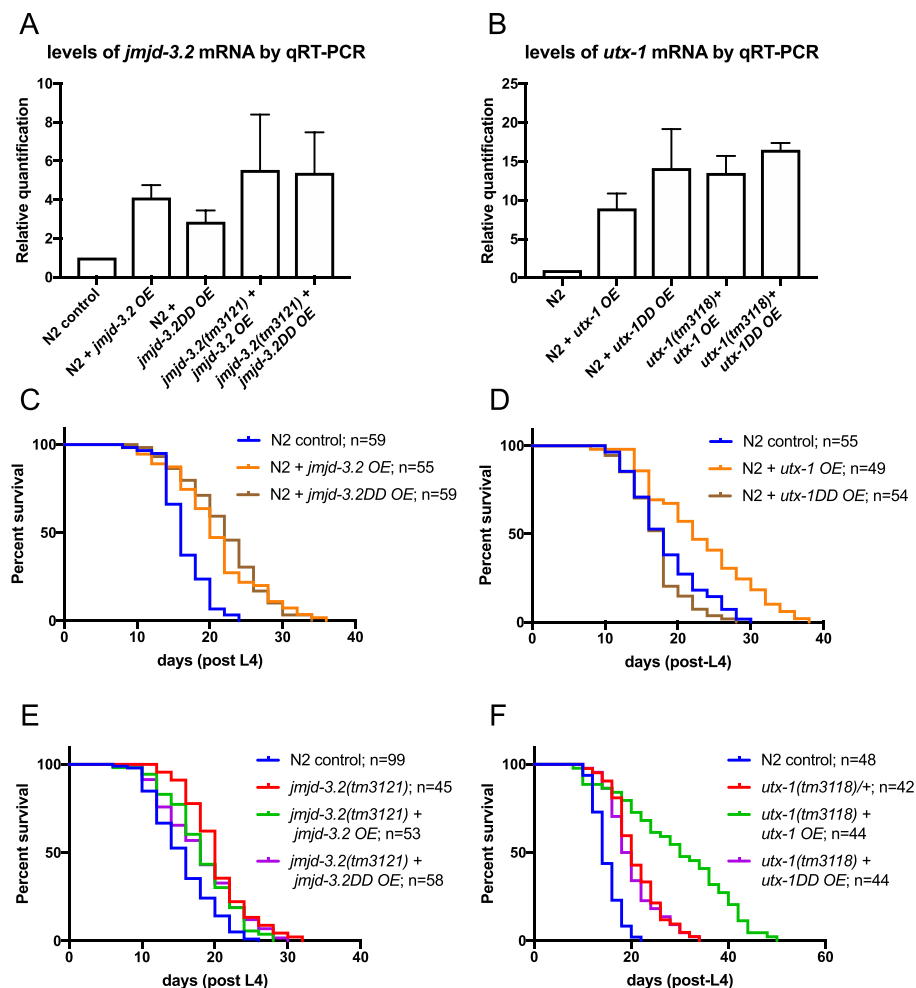 A
levels of jmjd-3.2 mRNA by qRT-PCR
Relative quantification
10
8
6
4
2
0
N2 control
N2 + jmjd-3.2 OE
N2 +
jmjd-3.2DD OE
jmjd-3.2(tm3121) +
jmjd-3.2 OE
jmjd-3.2(tm3121) +
jmjd-3.2DD OE
B
levels of utx-1 mRNA by qRT-PCR
Relative quantification
25
20
15
10
5
0
N2
N2 + utx-1 OE
N2 + utx-1DD OE
utx-1(tm3118)/+
utx-1 OE
utx-1(tm3118)/+
utx-1DD OE
C
Percent survival
100
50
0
0 10 20 30 40
days (post L4)
N2 control; n=59
N2 + jmjd-3.2 OE; n=55
N2 + jmjd-3.2DD OE; n=59
D
Percent survival
100
50
0
0 10 20 30 40
days (post-L4)
N2 control; n=55
N2 + utx-1 OE; n=49
N2 + utx-1DD OE; n=54
E
Percent survival
100
50
0
0 10 20 30 40
days (post L4)
N2 control; n=99
jmjd-3.2(tm3121); n=45
jmjd-3.2(tm3121) +
jmjd-3.2 OE; n=53
jmjd-3.2(tm3121) +
jmjd-3.2DD OE; n=58
F
Percent survival
100
50
0
0 20 40 60
days (post-L4)
N2 control; n=48
utx-1(tm3118)/+; n=42
utx-1(tm3118) +
utx-1 OE; n=44
utx-1(tm3118) +
utx-1DD OE; n=44